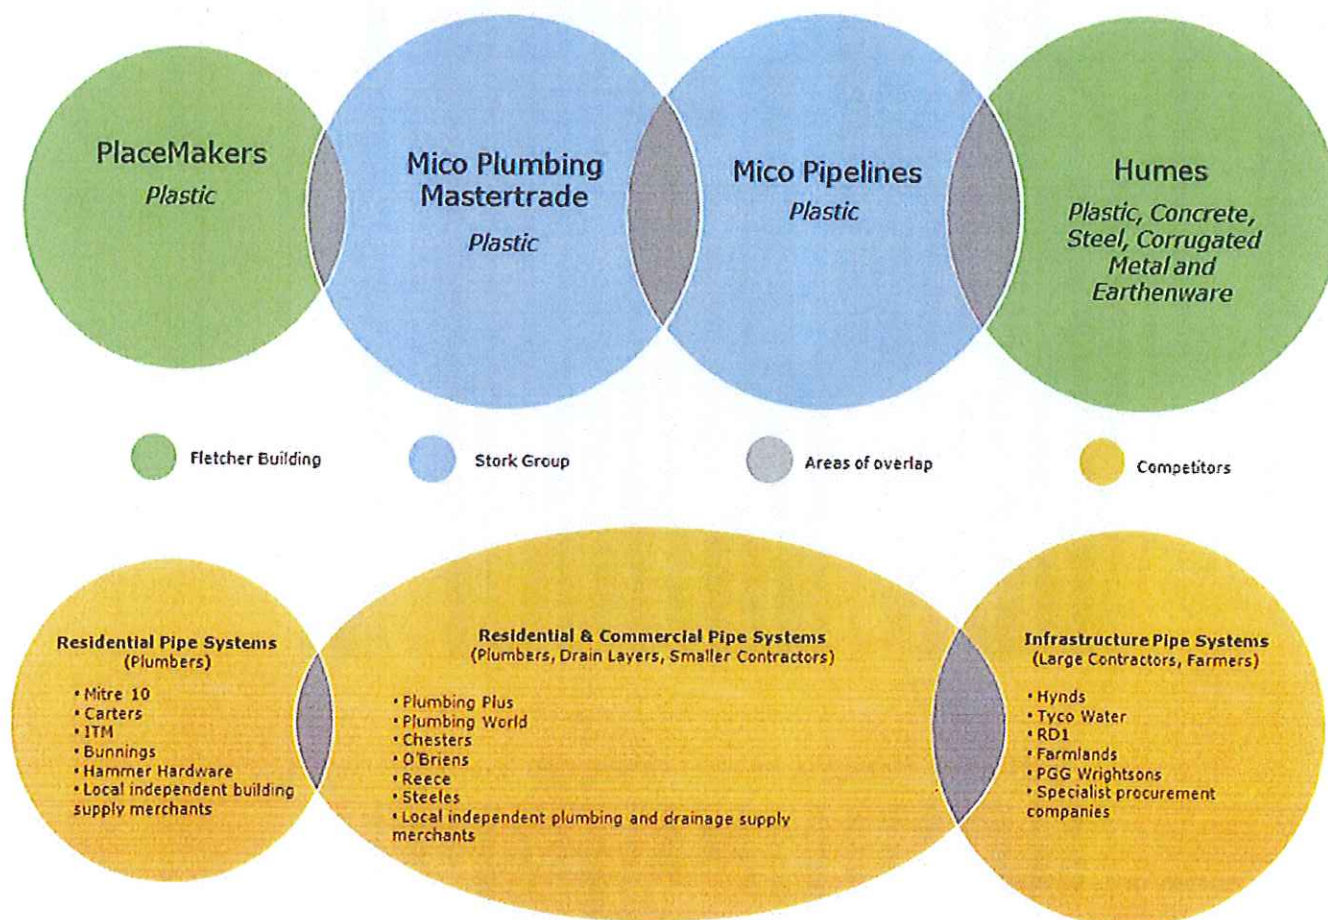 PlaceMakers
Plastic
Mico Plumbing
Mastertrade
Plastic
Mico Pipelines
Plastic
Humes
Plastic, Concrete,
Steel, Corrugated
Metal and
Earthenware
Fletcher Building
Stork Group
Areas of overlap
Competitors
Residential Pipe Systems
(Plumbers)
• Mitre 10
• Carters
• ITM
• Bunnings
• Hammer Hardware
• Local independent building
supply merchants
Residential & Commercial Pipe Systems
(Plumbers, Drain Layers, Smaller Contractors)
• Plumbing Plus
• Plumbing World
• Chesters
• O'Briens
• Reece
• Steeles
• Local independent plumbing and drainage supply
merchants
Infrastructure Pipe Systems
(Large Contractors, Farmers)
• Hynds
• Tyco Water
• RD1
• Farmlands
• PGG Wrightsons
• Specialist procurement
companies